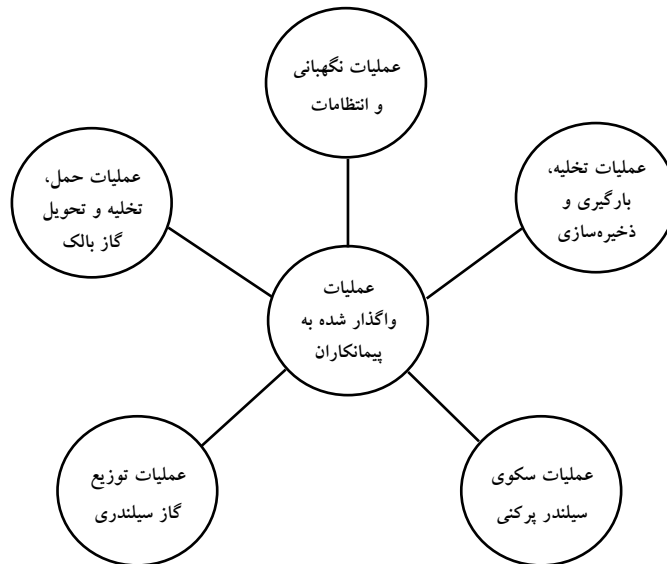 عملیات نگهبانی
و انتظامات
عملیات تخلیه،
بارگیری و
ذخیره‌سازی
عملیات حمل،
تخلیه و تحویل
گاز بالک
عملیات
واگذار شده به
پیمانکاران
عملیات سکوی
سیلندر پرکنی
عملیات توزیع
گاز سیلندری